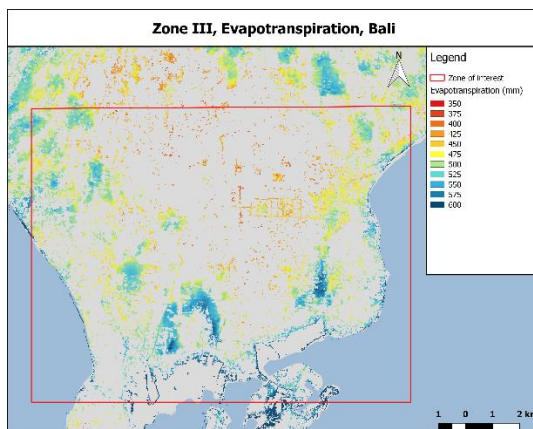 Zone III, Evapotranspiration, Bali
N
Legend
Zone of interest
Evapotranspiration (mm)
350
375
400
425
450
475
500
525
550
575
600
1 0 1 2 km